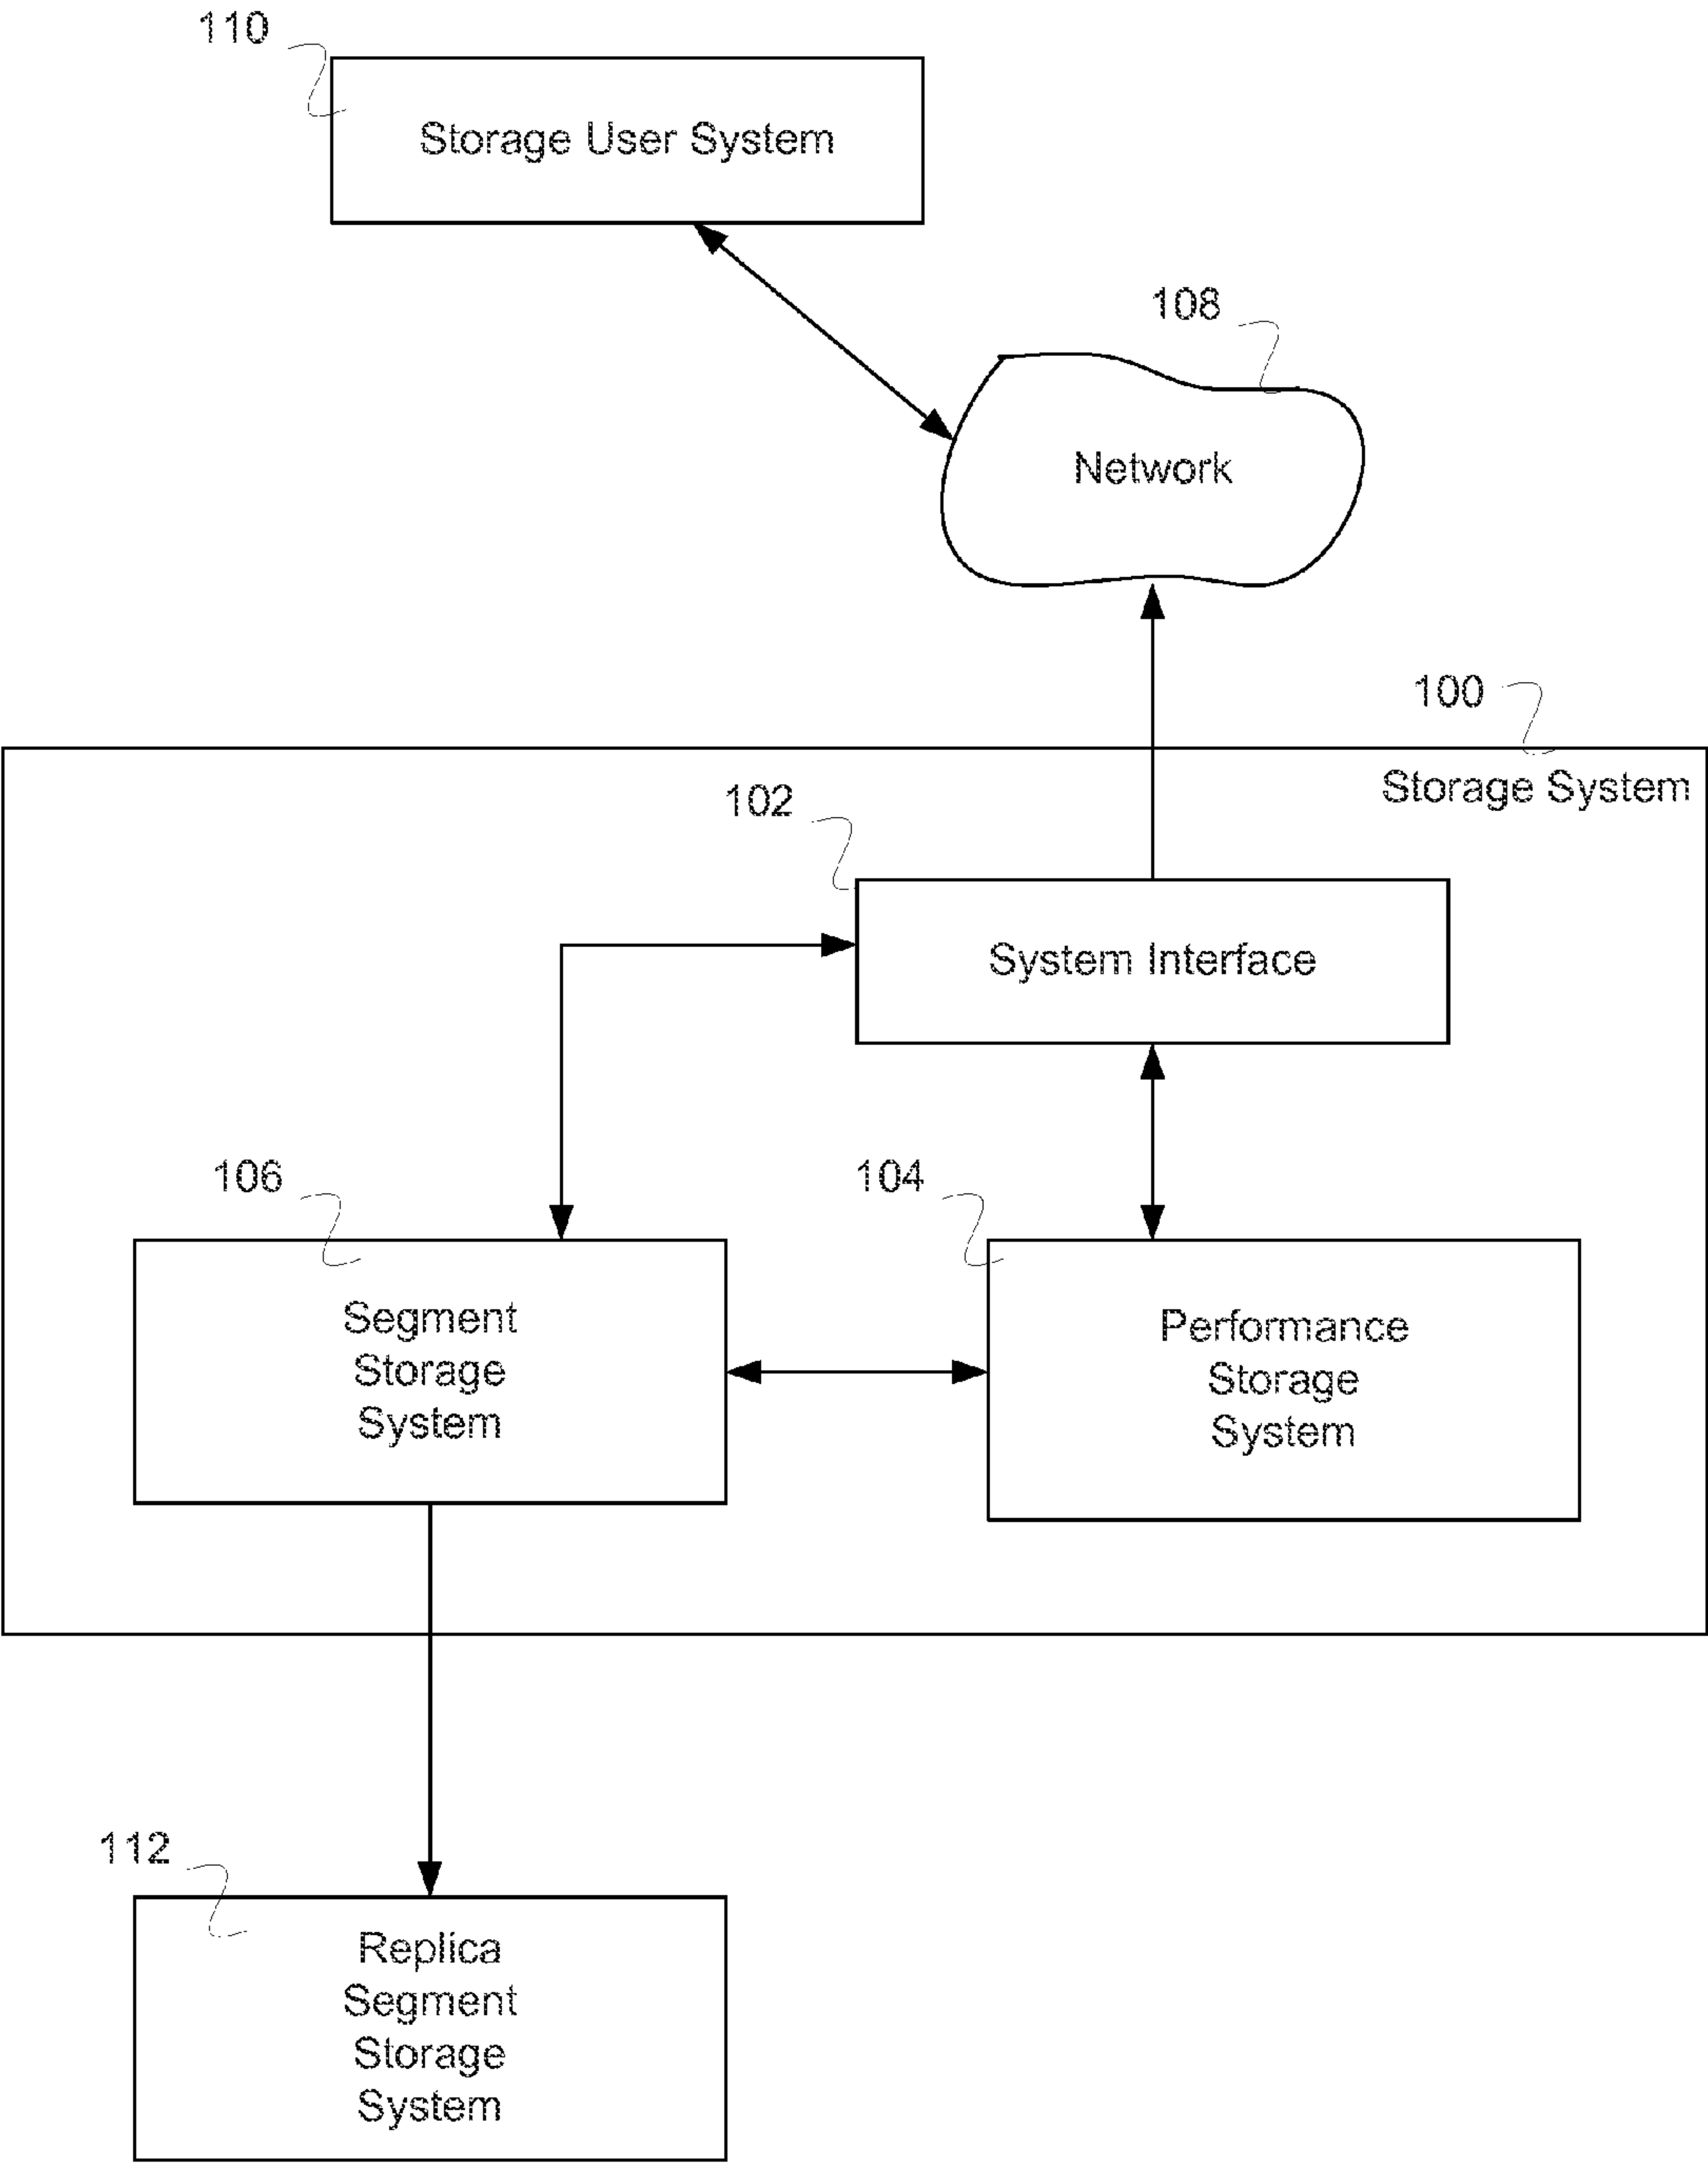 110
Storage User System
108
Network
100
Storage System
102
System Interface
106
104
Segment
Storage
System
Performance
Storage
System
112
Replica
Segment
Storage
System